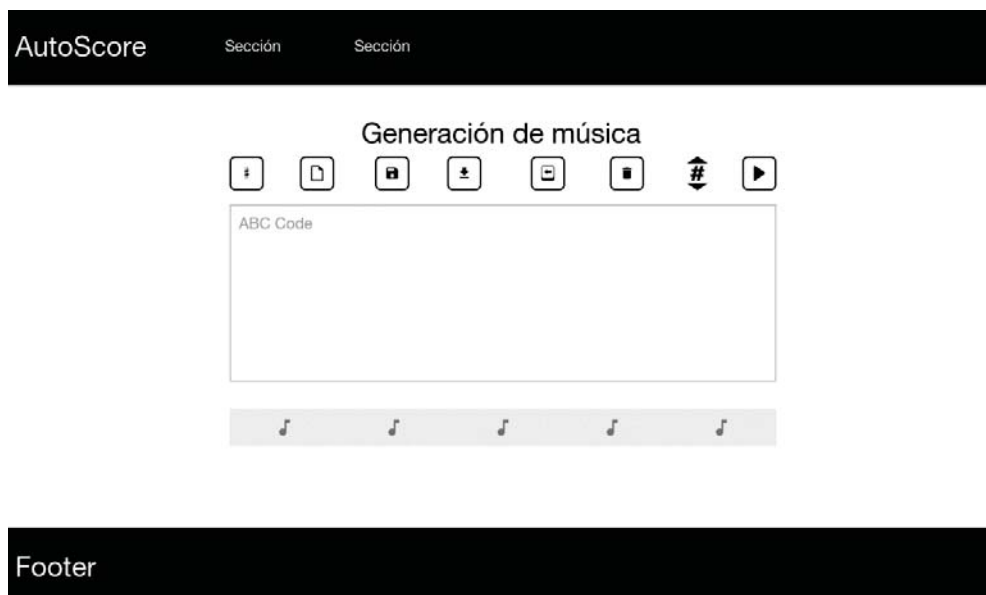 AutoScore Sección Sección
Generación de música
#
ABC Code
Footer